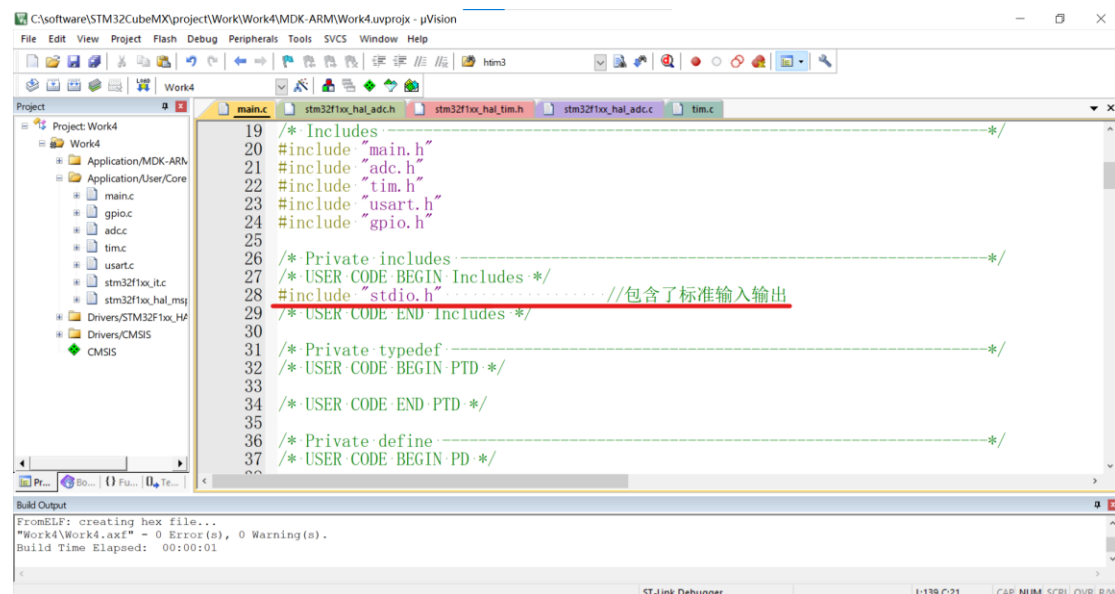 C:\software\STM32CubeMX\project\Work\Work4\MDK-ARM\Work4.uvprojx - µVision
File Edit View Project Flash Debug Peripherals Tools SVCS Window Help
htim3
Work4
Project
main.c stm32f1xx_hal_adc.h stm32f1xx_hal_tim.h stm32f1xx_hal_adc.c tim.c
Project: Work4
Work4
Application/MDK-ARM
Application/User/Core
main.c
gpio.c
adc.c
tim.c
usart.c
stm32f1xx_it.c
stm32f1xx_hal_msp
Drivers/STM32F1xx_HA
Drivers/CMSIS
CMSIS
19 /* Includes ------------------------------------------------------------------*/
20 #include "main.h"
21 #include "adc.h"
22 #include "tim.h"
23 #include "usart.h"
24 #include "gpio.h"
25
26 /* Private includes ----------------------------------------------------------*/
27 /* USER CODE BEGIN Includes */
28 #include "stdio.h" //包含了标准输入输出
29 /* USER CODE END Includes */
30
31 /* Private typedef -----------------------------------------------------------*/
32 /* USER CODE BEGIN PTD */
33
34 /* USER CODE END PTD */
35
36 /* Private define ------------------------------------------------------------*/
37 /* USER CODE BEGIN PD */
Pr... Bo... {} Fu... 0 Te...
Build Output
FromELF: creating hex file...
"Work4\Work4.axf" - 0 Error(s), 0 Warning(s).
Build Time Elapsed: 00:00:01
ST-Link Debugger L:139 C:21 CAP NUM SCRL OVR R/W